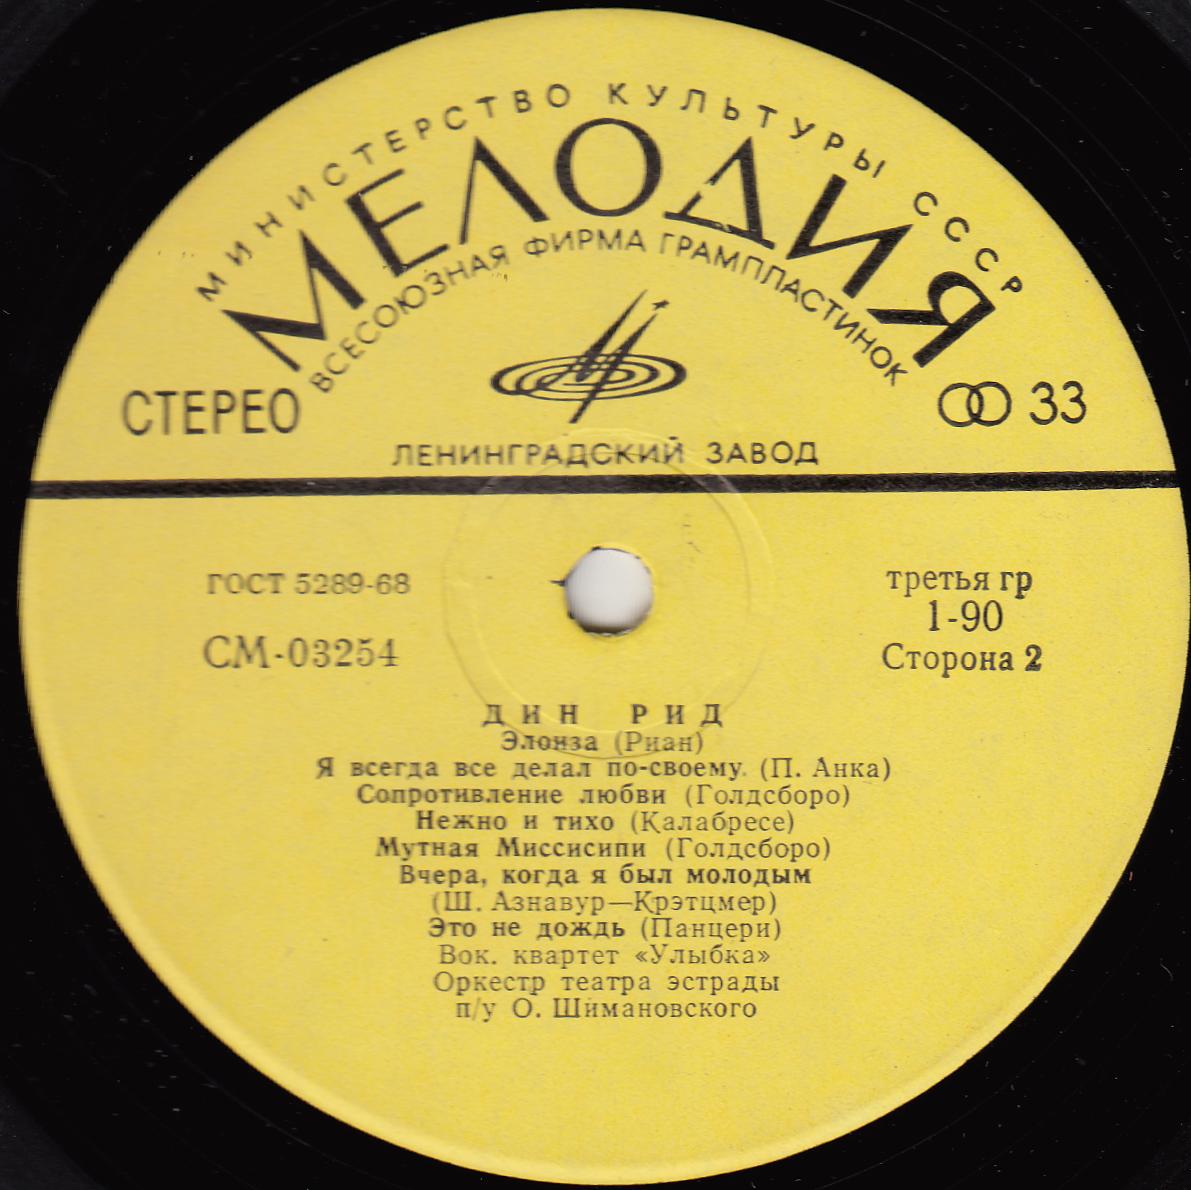 МИНИСТЕРСТВО КУЛЬТУРЫ СССР
МЕЛОДИЯ
ВСЕСОЮЗНАЯ ФИРМА ГРАМПЛАСТИНОК
СТЕРЕО
33
ЛЕНИНГРАДСКИЙ ЗАВОД
ГОСТ 5289-68
СМ-03254
третья гр
1-90
Сторона 2
ДИН РИД
Элоиза (Риан)
Я всегда все делал по-своему. (П. Анка)
Сопротивление любви (Голдсборо)
Нежно и тихо (Калабресе)
Мутная Миссисипи (Голдсборо)
Вчера, когда я был молодым
(Ш. Азнавур—Крэтцмер)
Это не дождь (Панцери)
Вок. квартет «Улыбка»
Оркестр театра эстрады
п/у О. Шимановского